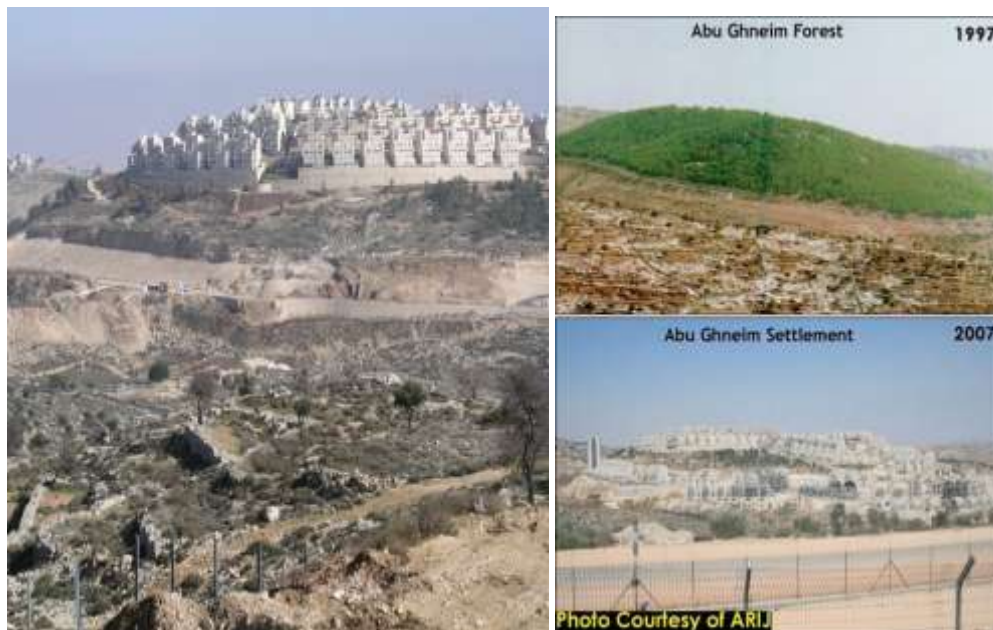 Abu Ghneim Forest 1997
Abu Ghneim Settlement 2007
Photo Courtesy of ARIJ